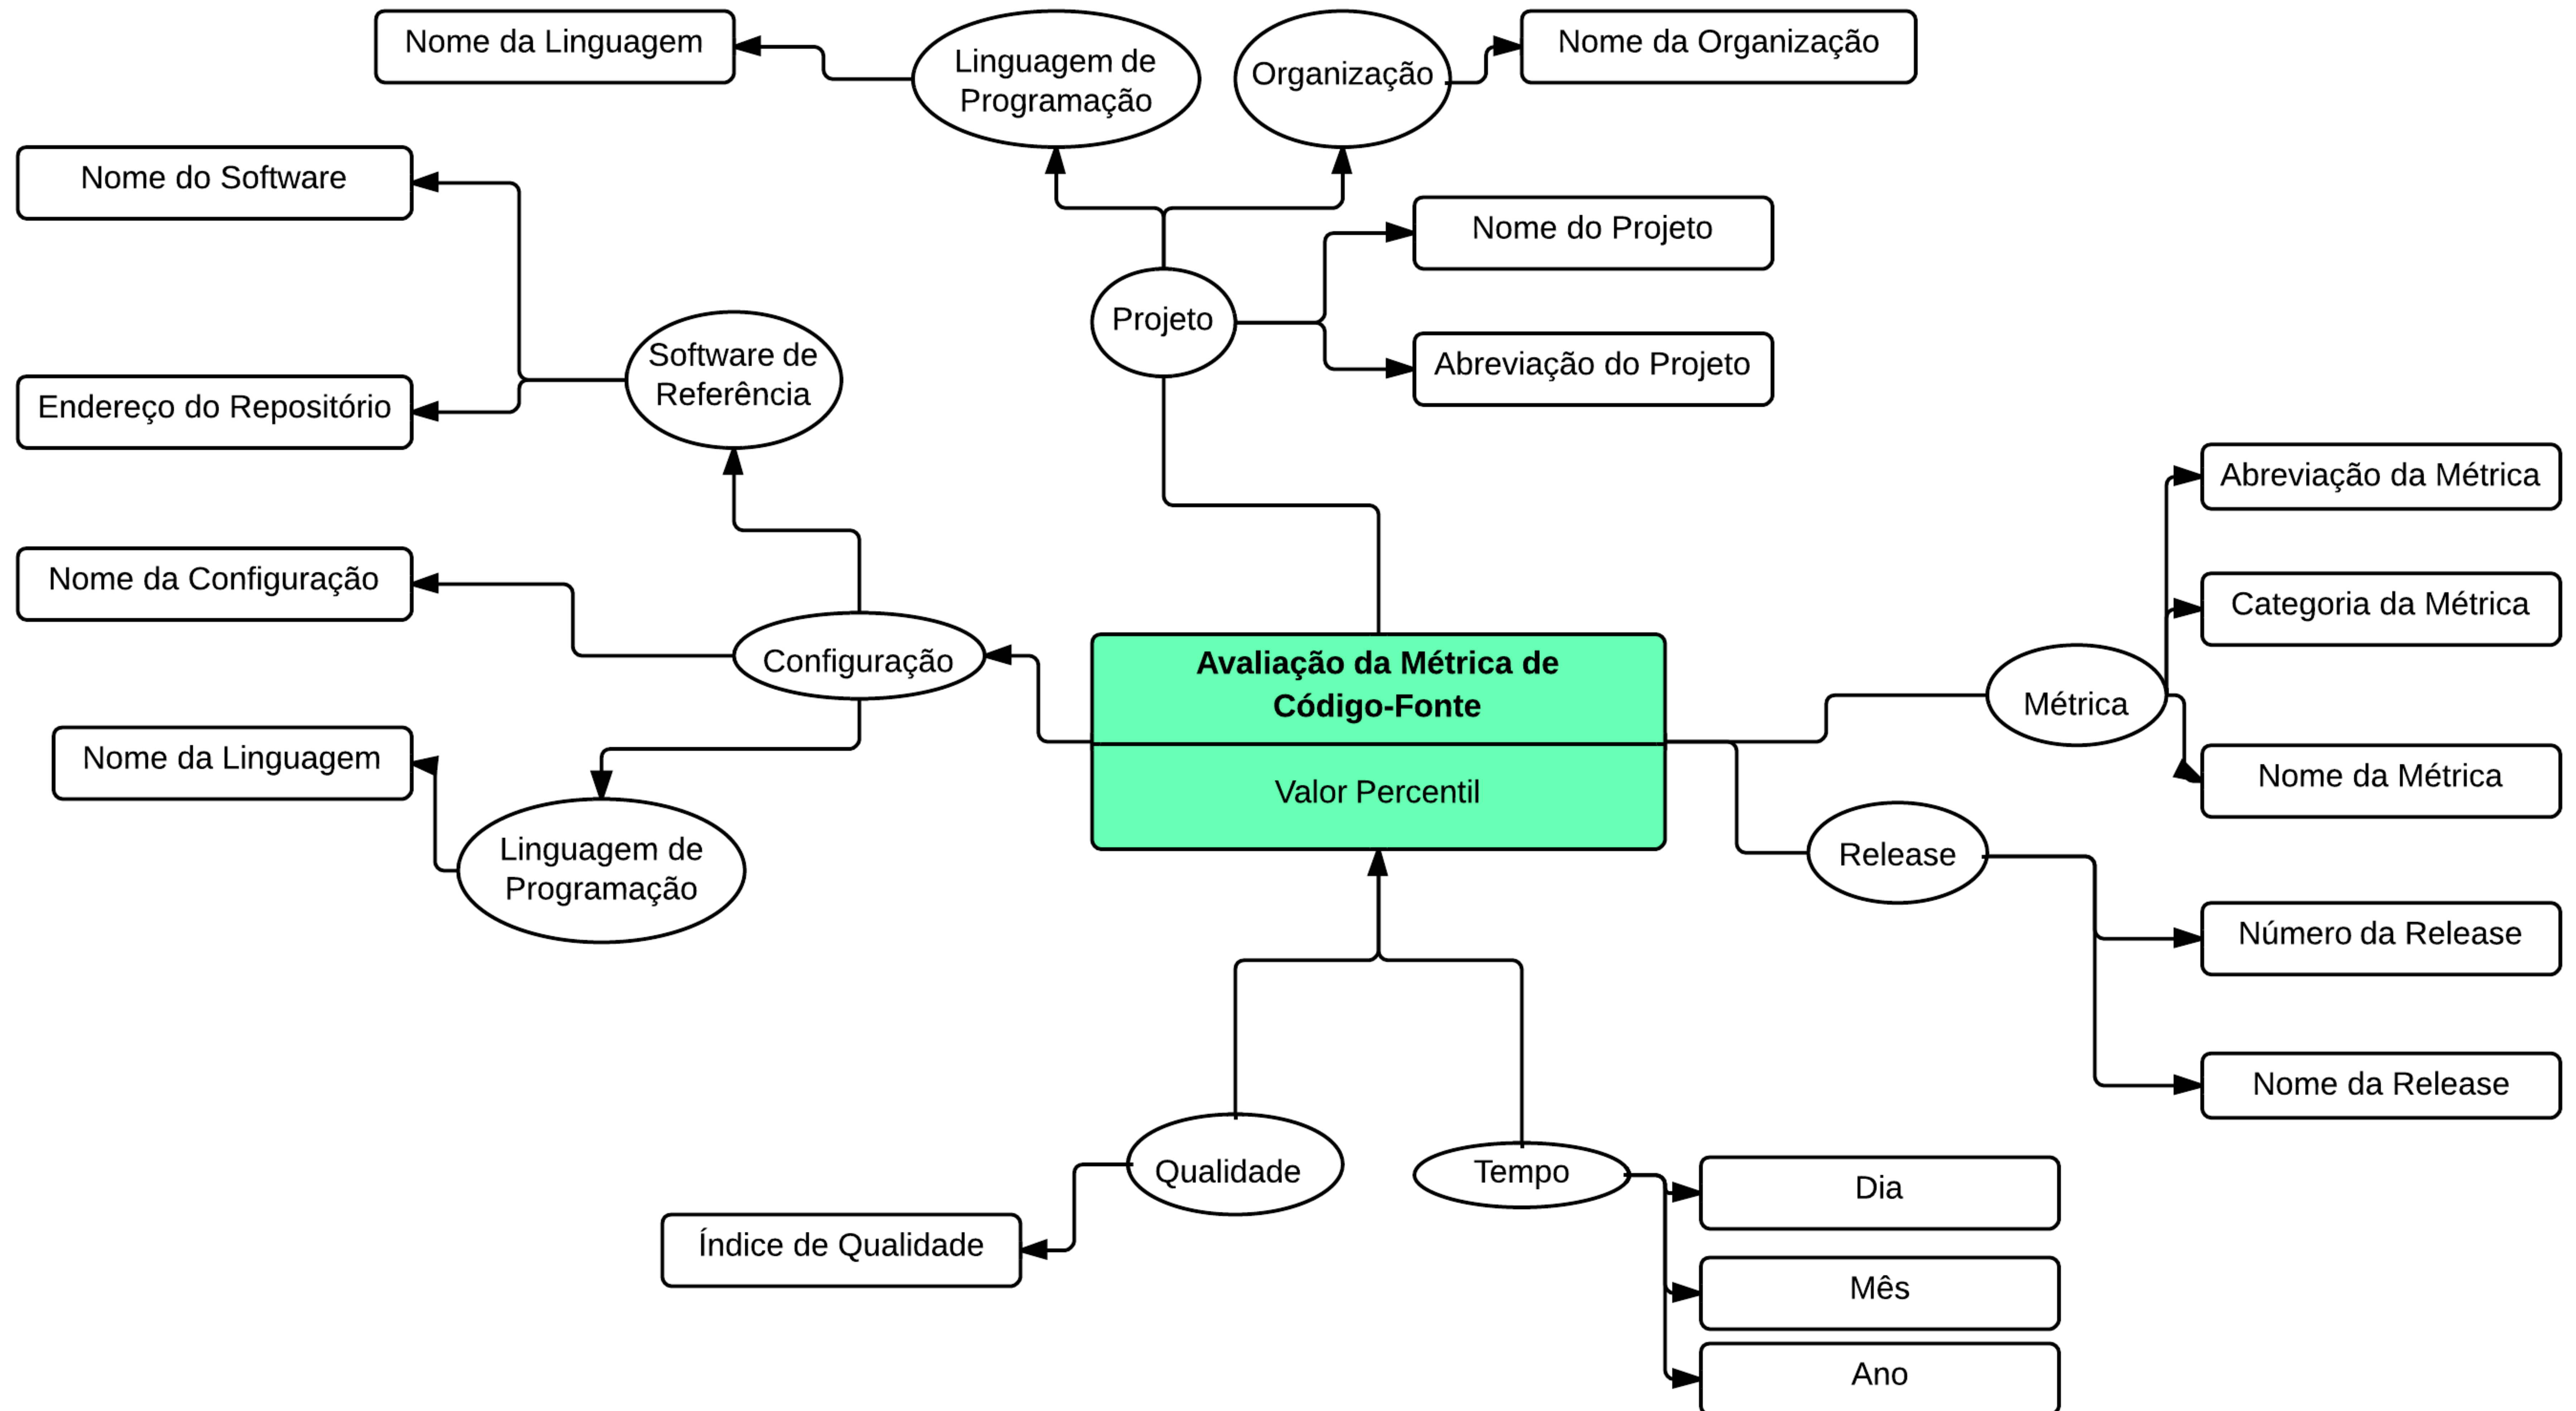 Nome da Linguagem
Linguagem de
Programação
Organização
Nome da Organização
Nome do Software
Nome do Projeto
Projeto
Abreviação do Projeto
Software de
Referência
Endereço do Repositório
Abreviação da Métrica
Nome da Configuração
Categoria da Métrica
Configuração
Avaliação da Métrica de
Código-Fonte
Métrica
Nome da Linguagem
Valor Percentil
Nome da Métrica
Linguagem de
Programação
Release
Número da Release
Nome da Release
Qualidade
Tempo
Dia
Índice de Qualidade
Mês
Ano